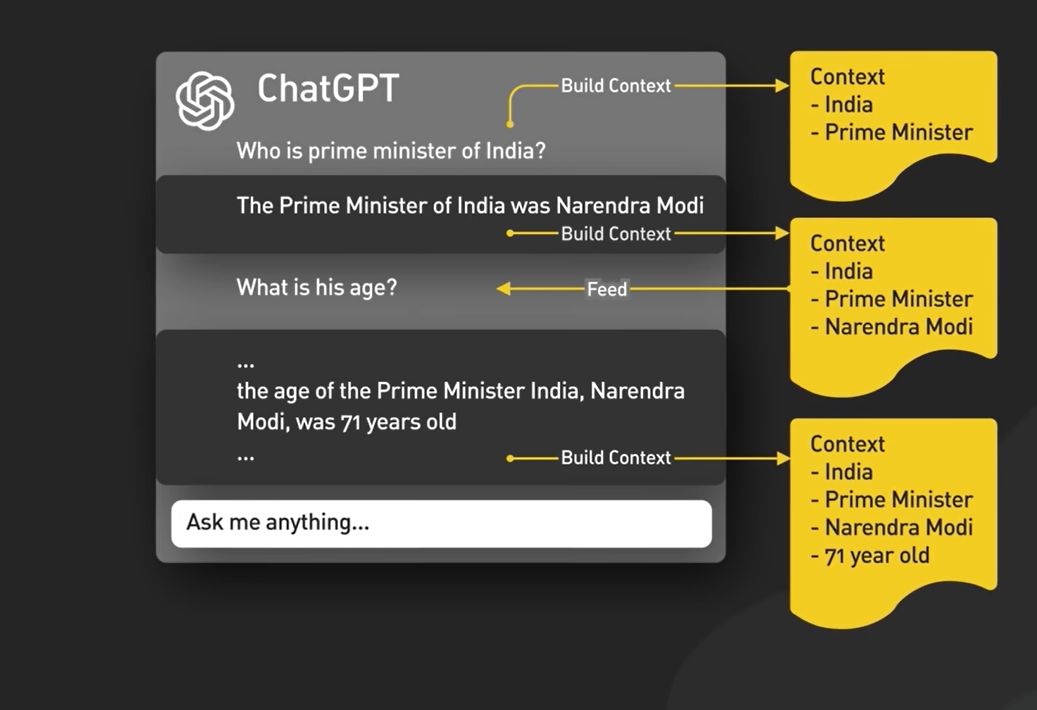 ChatGPT
Build Context
Who is prime minister of India?
Context
- India
- Prime Minister
The Prime Minister of India was Narendra Modi
Build Context
Context
- India
- Prime Minister
- Narendra Modi
What is his age?
Feed
...
the age of the Prime Minister India, Narendra
Modi, was 71 years old
...
Build Context
Context
- India
- Prime Minister
- Narendra Modi
- 71 year old
Ask me anything...